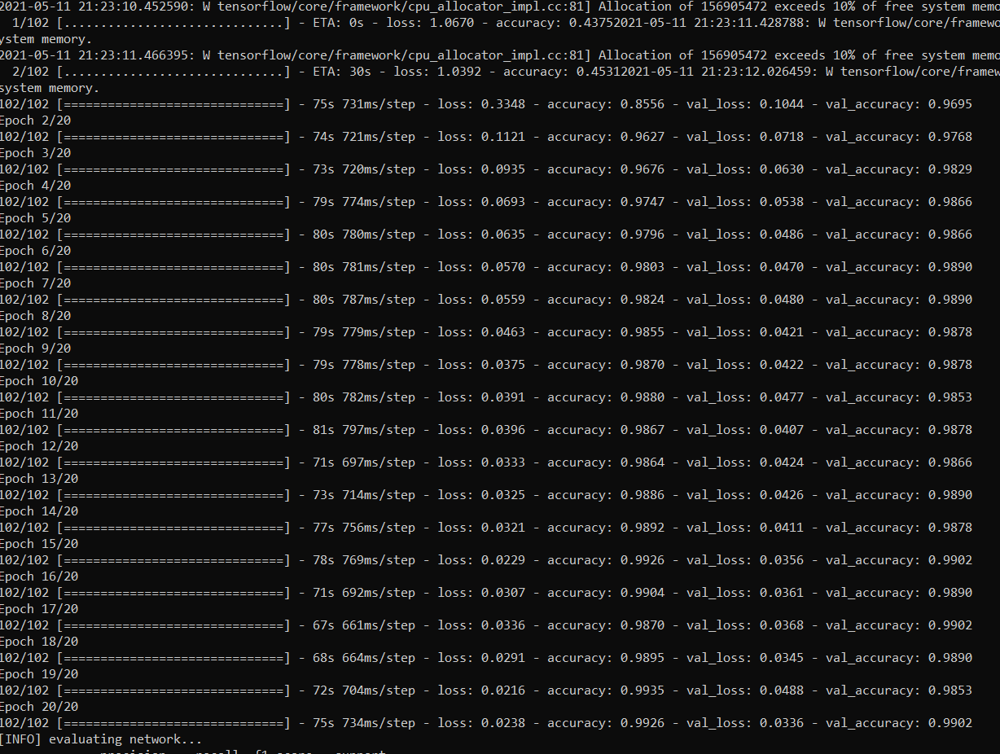 2021-05-11 21:23:10.452590: W tensorflow/core/framework/cpu_allocator_impl.cc:81] Allocation of 156905472 exceeds 10% of free system memo
1/102 [..............................] - ETA: 0s - loss: 1.0670 - accuracy: 0.43752021-05-11 21:23:11.428788: W tensorflow/core/framewo
ystem memory.
2021-05-11 21:23:11.466395: W tensorflow/core/framework/cpu_allocator_impl.cc:81] Allocation of 156905472 exceeds 10% of free system memo
2/102 [..............................] - ETA: 30s - loss: 1.0392 - accuracy: 0.45312021-05-11 21:23:12.026459: W tensorflow/core/framew
system memory.
102/102 [==============================] - 75s 731ms/step - loss: 0.3348 - accuracy: 0.8556 - val_loss: 0.1044 - val_accuracy: 0.9695
Epoch 2/20
102/102 [==============================] - 74s 721ms/step - loss: 0.1121 - accuracy: 0.9627 - val_loss: 0.0718 - val_accuracy: 0.9768
Epoch 3/20
102/102 [==============================] - 73s 720ms/step - loss: 0.0935 - accuracy: 0.9676 - val_loss: 0.0630 - val_accuracy: 0.9829
Epoch 4/20
102/102 [==============================] - 79s 774ms/step - loss: 0.0693 - accuracy: 0.9747 - val_loss: 0.0538 - val_accuracy: 0.9866
Epoch 5/20
102/102 [==============================] - 80s 780ms/step - loss: 0.0635 - accuracy: 0.9796 - val_loss: 0.0486 - val_accuracy: 0.9866
Epoch 6/20
102/102 [==============================] - 80s 781ms/step - loss: 0.0570 - accuracy: 0.9803 - val_loss: 0.0470 - val_accuracy: 0.9890
Epoch 7/20
102/102 [==============================] - 80s 787ms/step - loss: 0.0559 - accuracy: 0.9824 - val_loss: 0.0480 - val_accuracy: 0.9890
Epoch 8/20
102/102 [==============================] - 79s 779ms/step - loss: 0.0463 - accuracy: 0.9855 - val_loss: 0.0421 - val_accuracy: 0.9878
Epoch 9/20
102/102 [==============================] - 79s 778ms/step - loss: 0.0375 - accuracy: 0.9870 - val_loss: 0.0422 - val_accuracy: 0.9878
Epoch 10/20
102/102 [==============================] - 80s 782ms/step - loss: 0.0391 - accuracy: 0.9880 - val_loss: 0.0477 - val_accuracy: 0.9853
Epoch 11/20
102/102 [==============================] - 81s 797ms/step - loss: 0.0396 - accuracy: 0.9867 - val_loss: 0.0407 - val_accuracy: 0.9878
Epoch 12/20
102/102 [==============================] - 71s 697ms/step - loss: 0.0333 - accuracy: 0.9864 - val_loss: 0.0424 - val_accuracy: 0.9866
Epoch 13/20
102/102 [==============================] - 73s 714ms/step - loss: 0.0325 - accuracy: 0.9886 - val_loss: 0.0426 - val_accuracy: 0.9890
Epoch 14/20
102/102 [==============================] - 77s 756ms/step - loss: 0.0321 - accuracy: 0.9892 - val_loss: 0.0411 - val_accuracy: 0.9878
Epoch 15/20
102/102 [==============================] - 78s 769ms/step - loss: 0.0229 - accuracy: 0.9926 - val_loss: 0.0356 - val_accuracy: 0.9902
Epoch 16/20
102/102 [==============================] - 71s 692ms/step - loss: 0.0307 - accuracy: 0.9904 - val_loss: 0.0361 - val_accuracy: 0.9890
Epoch 17/20
102/102 [==============================] - 67s 661ms/step - loss: 0.0336 - accuracy: 0.9870 - val_loss: 0.0368 - val_accuracy: 0.9902
Epoch 18/20
102/102 [==============================] - 68s 664ms/step - loss: 0.0291 - accuracy: 0.9895 - val_loss: 0.0345 - val_accuracy: 0.9890
Epoch 19/20
102/102 [==============================] - 72s 704ms/step - loss: 0.0216 - accuracy: 0.9935 - val_loss: 0.0488 - val_accuracy: 0.9853
Epoch 20/20
102/102 [==============================] - 75s 734ms/step - loss: 0.0238 - accuracy: 0.9926 - val_loss: 0.0336 - val_accuracy: 0.9902
[INFO] evaluating network...
precision recall f1-score support